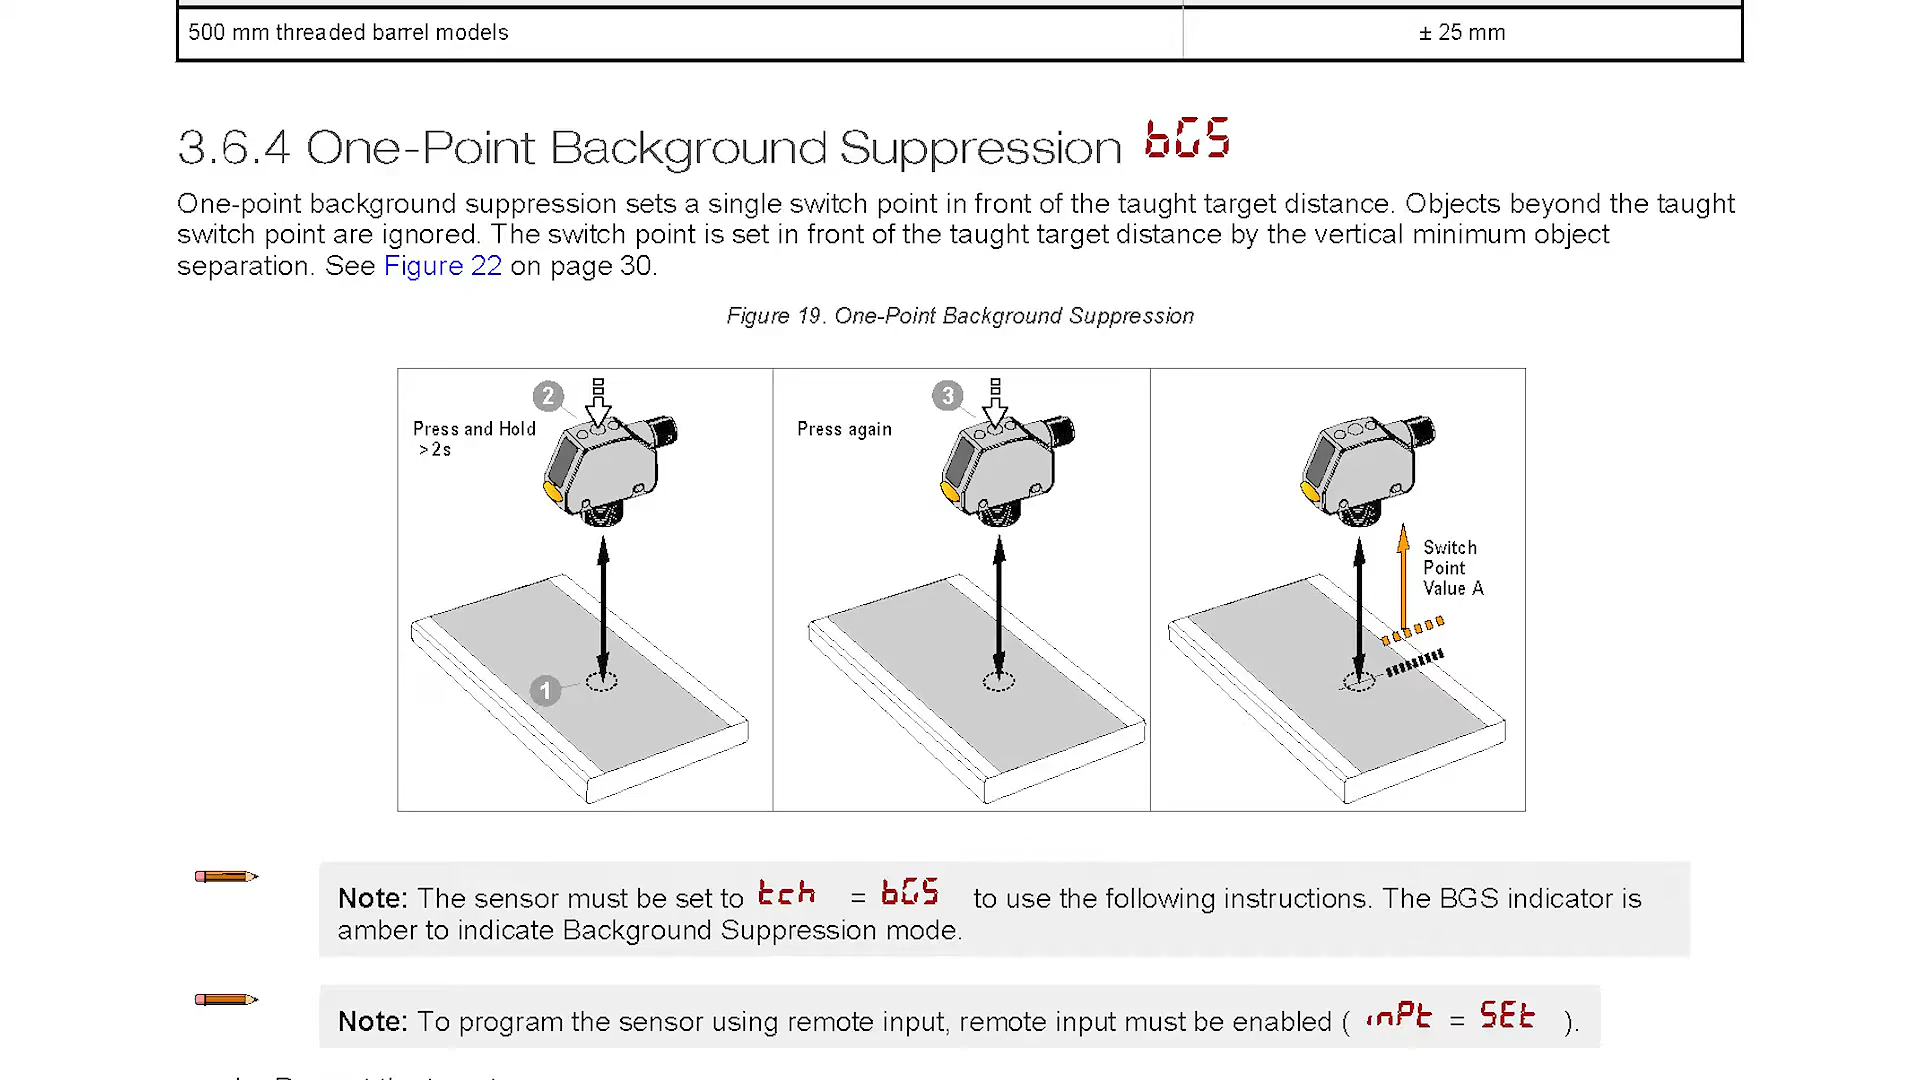 500 mm threaded barrel models ± 25 mm
3.6.4 One-Point Background Suppression bGS
One-point background suppression sets a single switch point in front of the taught target distance. Objects beyond the taught
switch point are ignored. The switch point is set in front of the taught target distance by the vertical minimum object
separation. See Figure 22 on page 30.
Figure 19. One-Point Background Suppression
2
Press and Hold
>2s
1
3
Press again
Switch
Point
Value A
Note: The sensor must be set to tch = bGS to use the following instructions. The BGS indicator is
amber to indicate Background Suppression mode.
Note: To program the sensor using remote input, remote input must be enabled ( inPt = SEt ).